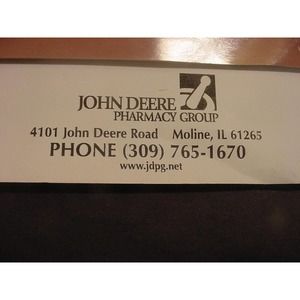 JOHN DEERE
PHARMACY GROUP
4101 John Deere Road Moline, IL 61265
PHONE (309) 765-1670
www.jdpg.net